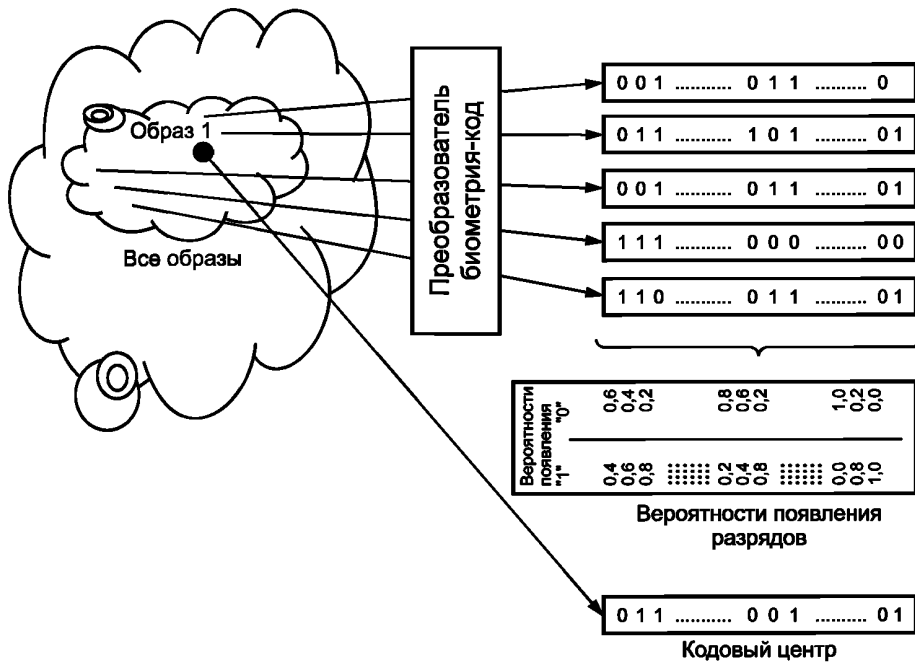 Образ 1
Все образы
Преобразователь
биометрия-код
0 0 1 ........... 0 1 1 .......... 0
0 1 1 ........... 1 0 1 .......... 0 1
0 0 1 ........... 0 1 1 .......... 0 1
1 1 1 ........... 0 0 0 .......... 0 0
1 1 0 ........... 0 1 1 .......... 0 1
Вероятности
появления
"1" "0"
0,6 0,4 0,2 0,8 0,6 0,2 1,0 0,2 0,0
0,4 0,6 0,8 0,2 0,4 0,8 0,0 0,8 1,0
Вероятности появления
разрядов
0 1 1 ........... 0 0 1 .......... 0 1
Кодовый центр